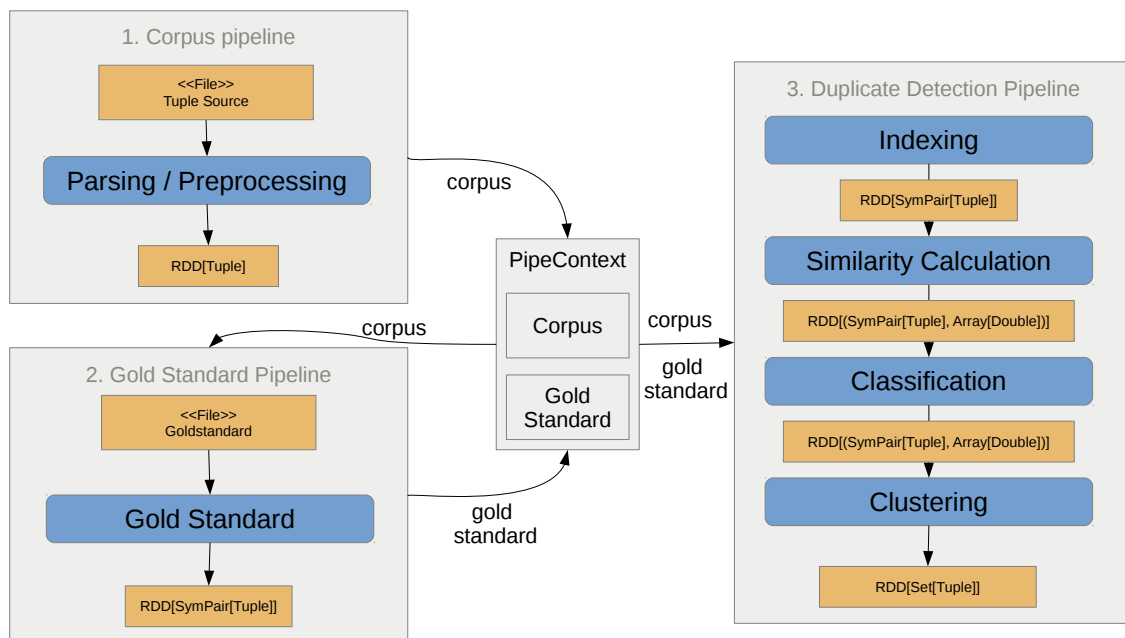 1. Corpus pipeline
<<File>>
Tuple Source
Parsing / Preprocessing
RDD[Tuple]
corpus
PipeContext
Corpus
Gold
Standard
corpus
2. Gold Standard Pipeline
<<File>>
Goldstandard
Gold Standard
RDD[SymPair[Tuple]]
gold
standard
corpus
gold
standard
3. Duplicate Detection Pipeline
Indexing
RDD[SymPair[Tuple]]
Similarity Calculation
RDD[(SymPair[Tuple], Array[Double])]
Classification
RDD[(SymPair[Tuple], Array[Double])]
Clustering
RDD[Set[Tuple]]